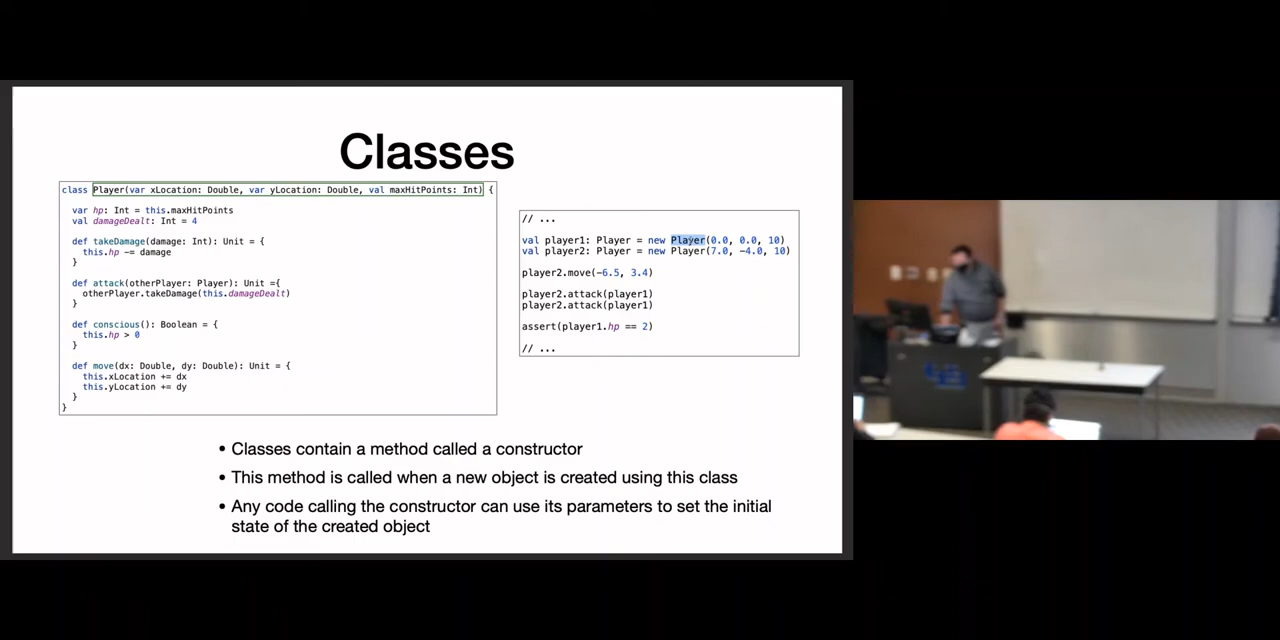 Classes
class Player(var xLocation: Double, var yLocation: Double, val maxHitPoints: Int) {
var hp: Int = this.maxHitPoints
val damageDealt: Int = 4
def takeDamage(damage: Int): Unit = {
this.hp -= damage
}
def attack(otherPlayer: Player): Unit ={
otherPlayer.takeDamage(this.damageDealt)
}
def conscious(): Boolean = {
this.hp > 0
}
def move(dx: Double, dy: Double): Unit = {
this.xLocation += dx
this.yLocation += dy
}
}
// ...
val player1: Player = new Player(0.0, 0.0, 10)
val player2: Player = new Player(7.0, -4.0, 10)
player2.move(-6.5, 3.4)
player2.attack(player1)
player2.attack(player1)
assert(player1.hp == 2)
// ...
• Classes contain a method called a constructor
• This method is called when a new object is created using this class
• Any code calling the constructor can use its parameters to set the initial
state of the created object